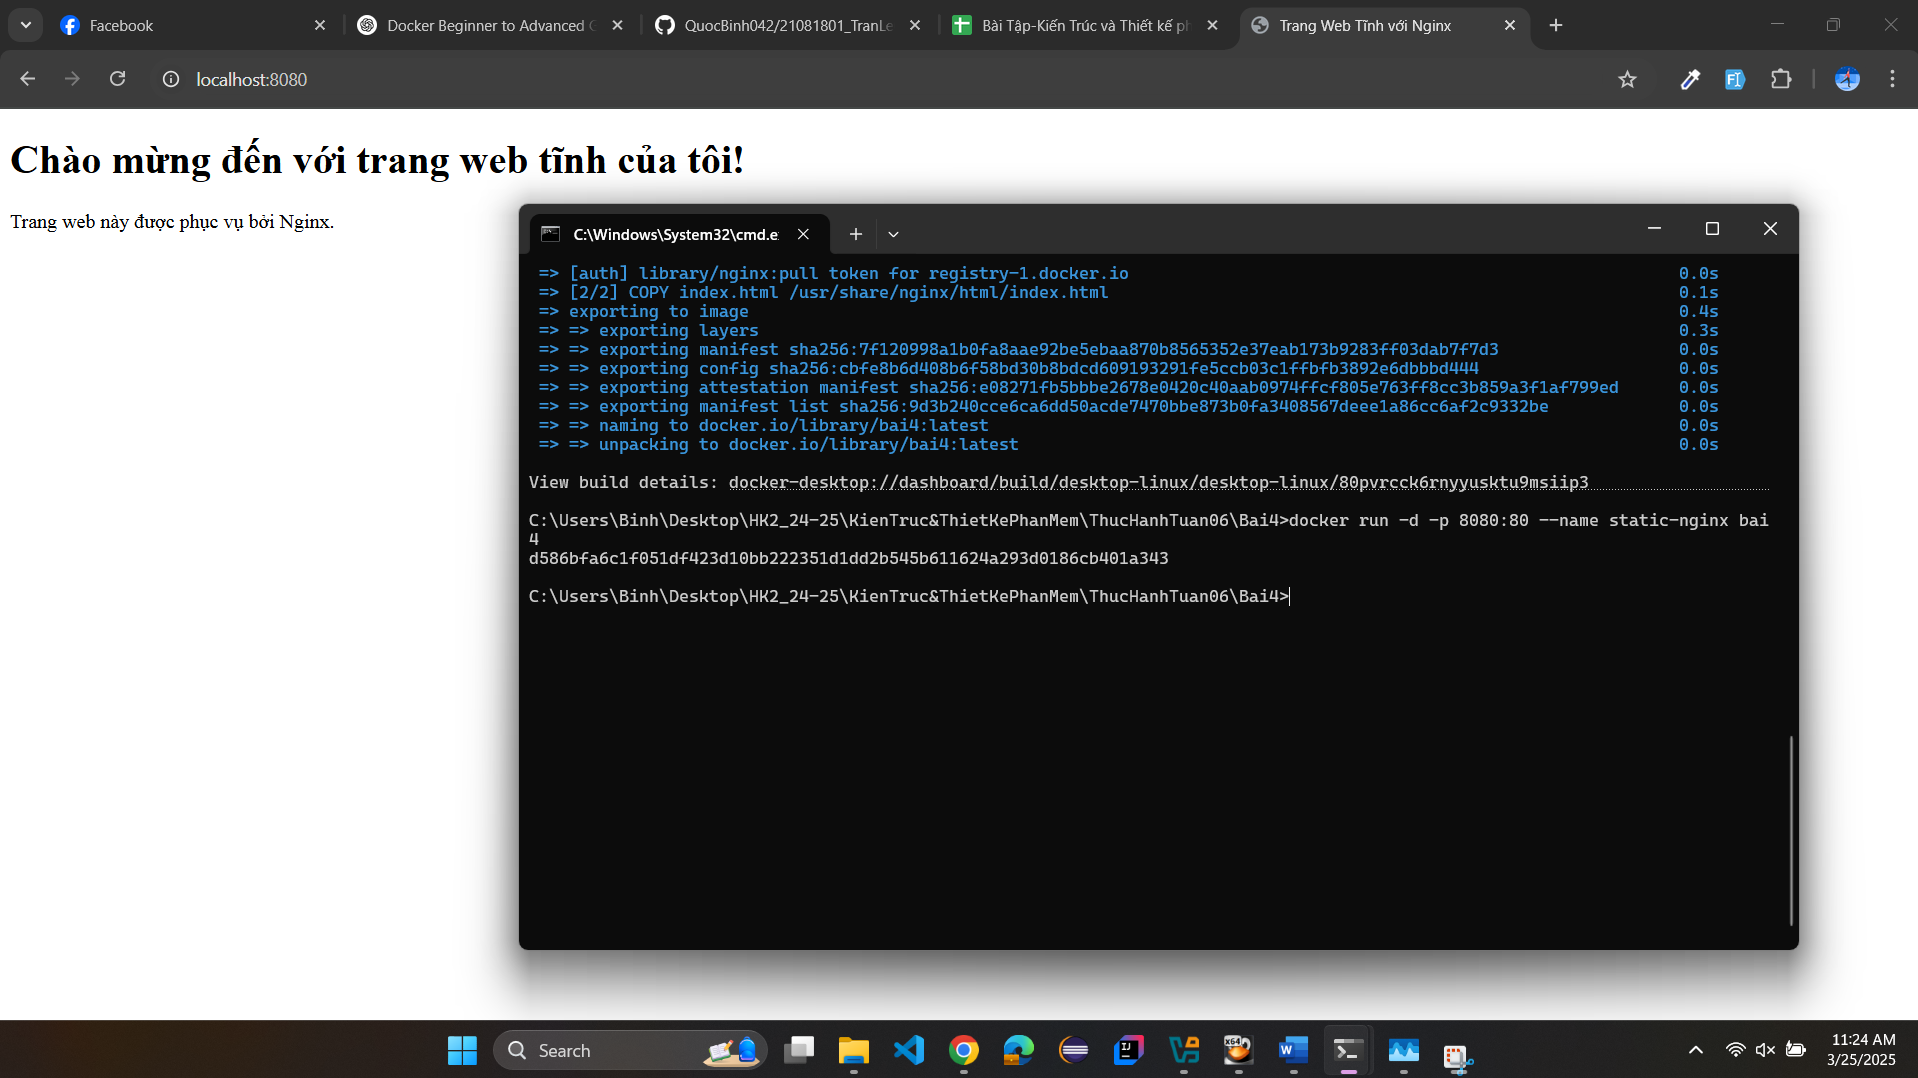 Facebook
Docker Beginner to Advanced
QuocBinh042/21081801_TranLe
Bài Tập-Kiến Trúc và Thiết kế ph
Trang Web Tĩnh với Nginx
localhost:8080
Chào mừng đến với trang web tĩnh của tôi!
Trang web này được phục vụ bởi Nginx.
C:\Windows\System32\cmd.e
=> [auth] library/nginx:pull token for registry-1.docker.io 0.0s
=> [2/2] COPY index.html /usr/share/nginx/html/index.html 0.1s
=> exporting to image 0.4s
=> => exporting layers 0.3s
=> => exporting manifest sha256:7f120998a1b0fa8aae92be5ebaa870b8565352e37eab173b9283ff03dab7f7d3 0.0s
=> => exporting config sha256:cbfe8b6d408b6f58bd30b8bdcd609193291fe5ccb03c1ffbfb3892e6dbbbd444 0.0s
=> => exporting attestation manifest sha256:e08271fb5bbbe2678e0420c40aab0974ffcf805e763ff8cc3b859a3f1af799ed 0.0s
=> => exporting manifest list sha256:9d3b240cce6ca6dd50acde7470bbe873b0fa3408567deee1a86cc6af2c9332be 0.0s
=> => naming to docker.io/library/bai4:latest 0.0s
=> => unpacking to docker.io/library/bai4:latest 0.0s
View build details: docker-desktop://dashboard/build/desktop-linux/desktop-linux/80pvrcck6rnyyusktu9msiip3
C:\Users\Binh\Desktop\HK2_24-25\KienTruc&ThietKePhanMem\ThucHanhTuan06\Bai4>docker run -d -p 8080:80 --name static-nginx bai
4
d586bfa6c1f051df423d10bb222351d1dd2b545b611624a293d0186cb401a343
C:\Users\Binh\Desktop\HK2_24-25\KienTruc&ThietKePhanMem\ThucHanhTuan06\Bai4>
Search
11:24 AM
3/25/2025